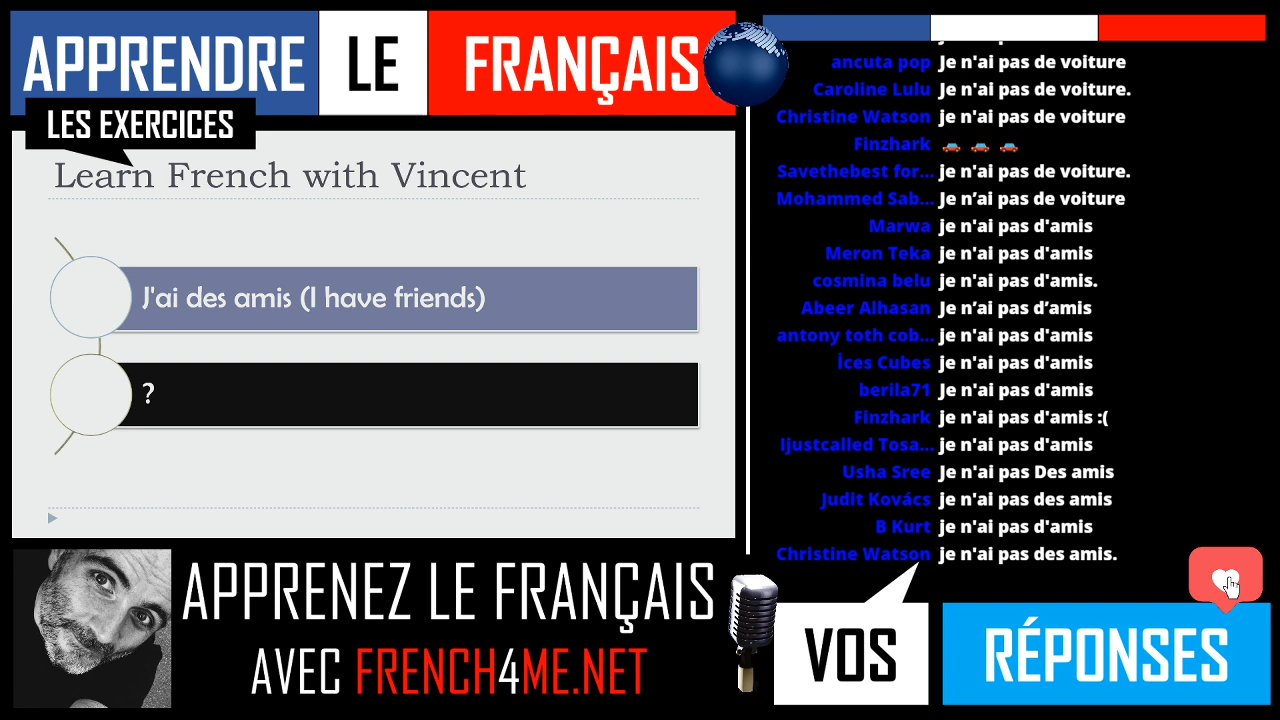 APPRENDRE LE FRANÇAIS
LES EXERCICES
Learn French with Vincent
J'ai des amis (I have friends)
?
APPRENEZ LE FRANÇAIS
AVEC FRENCH4ME.NET
ancuta pop Je n'ai pas de voiture
Caroline Lulu Je n'ai pas de voiture.
Christine Watson je n'ai pas de voiture
Finzhark
Savethebest for... Je n'ai pas de voiture.
Mohammed Sab... Je n’ai pas de voiture
Marwa je n'ai pas d'amis
Meron Teka je n'ai pas d'amis
cosmina belu je n'ai pas d'amis.
Abeer Alhasan Je n’ai pas d’amis
antony toth cob... Je n'ai pas d'amis
İces Cubes je n'ai pas d'amis
berlla71 Je n'ai pas d'amis
Finzhark je n'ai pas d'amis :(
Ijustcalled Tosa... je n'ai pas d'amis
Usha Sree Je n'ai pas Des amis
Judit Kovács je n'ai pas des amis
B Kurt je n'ai pas d'amis
Christine Watson je n'ai pas des amis.
VOS RÉPONSES